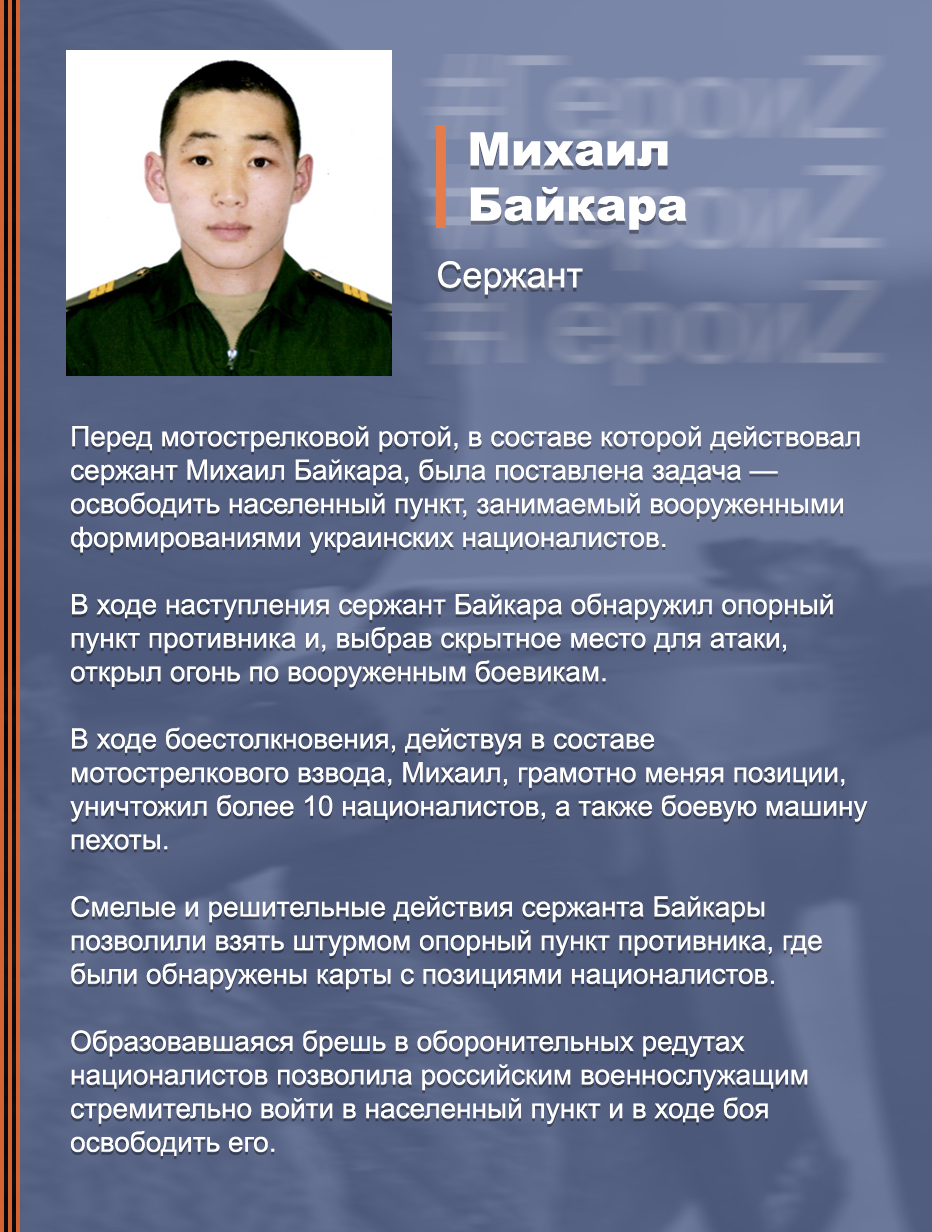 #ГероиZ
#ГероиZ
#ГероиZ
Михаил
Байкара
Сержант
Перед мотострелковой ротой, в составе которой действовал
сержант Михаил Байкара, была поставлена задача —
освободить населенный пункт, занимаемый вооруженными
формированиями украинских националистов.
В ходе наступления сержант Байкара обнаружил опорный
пункт противника и, выбрав скрытное место для атаки,
открыл огонь по вооруженным боевикам.
В ходе боестолкновения, действуя в составе
мотострелкового взвода, Михаил, грамотно меняя позиции,
уничтожил более 10 националистов, а также боевую машину
пехоты.
Смелые и решительные действия сержанта Байкары
позволили взять штурмом опорный пункт противника, где
были обнаружены карты с позициями националистов.
Образовавшаяся брешь в оборонительных редутах
националистов позволила российским военнослужащим
стремительно войти в населенный пункт и в ходе боя
освободить его.